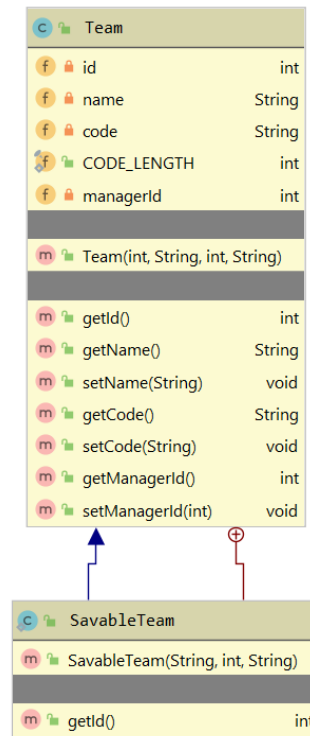 C Team
f id int
f name String
f code String
f CODE_LENGTH int
f managerId int
m Team(int, String, int, String)
m getId() int
m getName() String
m setName(String) void
m getCode() String
m setCode(String) void
m getManagerId() int
m setManagerId(int) void
C SavableTeam
m SavableTeam(String, int, String)
m getId() int